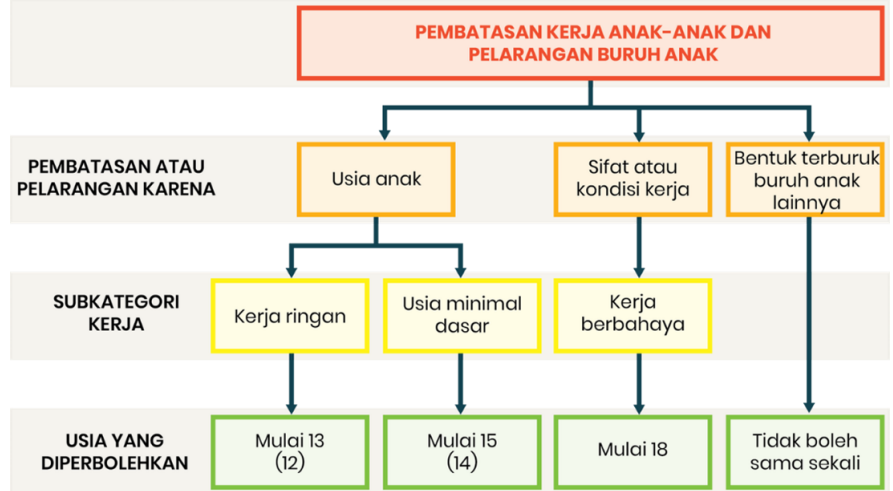 PEMBATASAN KERJA ANAK-ANAK DAN
PELARANGAN BURUH ANAK
PEMBATASAN ATAU
PELARANGAN KARENA
Usia anak
Sifat atau
kondisi kerja
Bentuk terburuk
buruh anak
lainnya
SUBKATEGORI
KERJA
Kerja ringan
Usia minimal
dasar
Kerja
berbahaya
USIA YANG
DIPERBOLEHKAN
Mulai 13
(12)
Mulai 15
(14)
Mulai 18
Tidak boleh
sama sekali